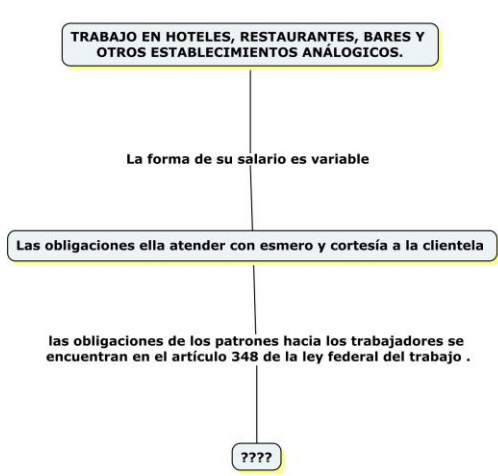 TRABAJO EN HOTELES, RESTAURANTES, BARES Y
OTROS ESTABLECIMIENTOS ANÁLOGICOS.
La forma de su salario es variable
Las obligaciones ella atender con esmero y cortesía a la clientela
las obligaciones de los patrones hacia los trabajadores se
encuentran en el artículo 348 de la ley federal del trabajo .
????